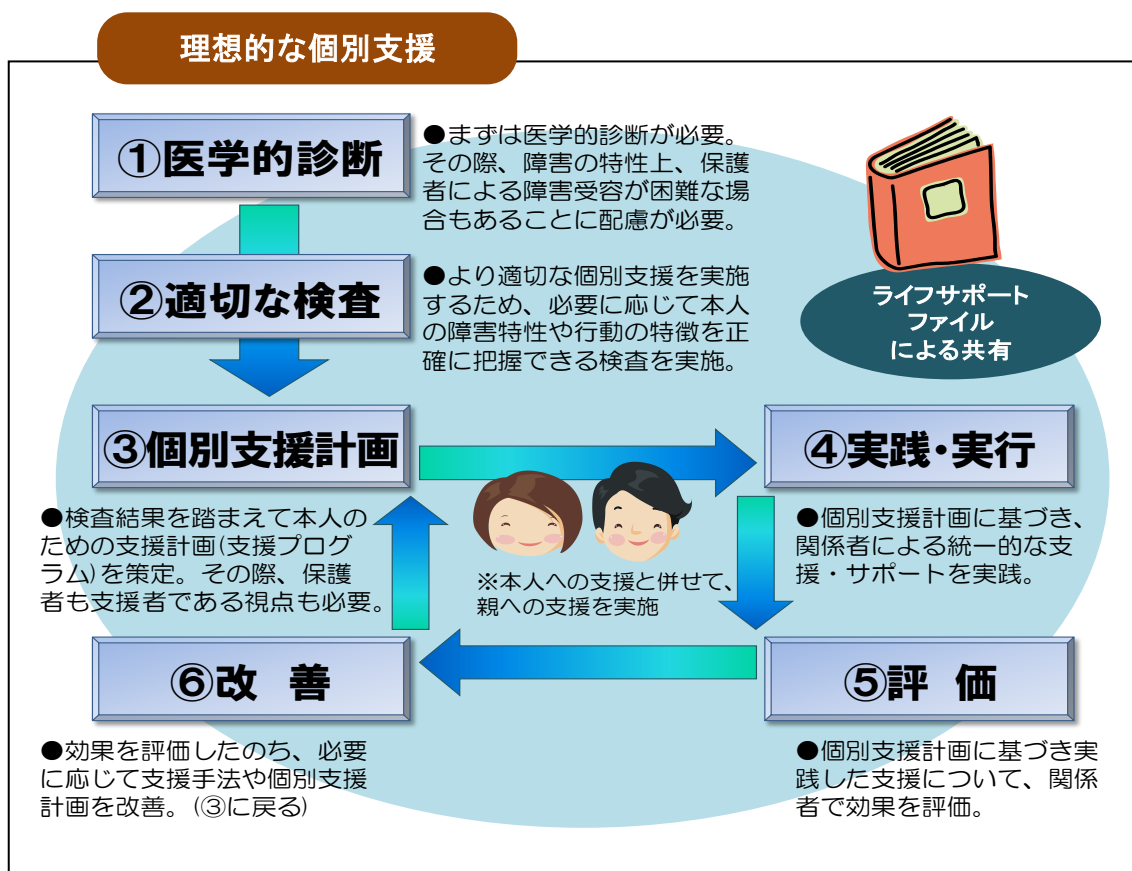 理想的な個別支援
①医学的診断
●まずは医学的診断が必要。
その際、障害の特性上、保護
者による障害受容が困難な場
合もあることに配慮が必要。
②適切な検査
●より適切な個別支援を実施
するため、必要に応じて本人
の障害特性や行動の特徴を正
確に把握できる検査を実施。
ライフサポート
ファイル
による共有
③個別支援計画
●検査結果を踏まえて本人の
ための支援計画(支援プログ
ラム)を策定。その際、保護
者も支援者である視点も必要。
※本人への支援と併せて、
親への支援を実施
④実践・実行
●個別支援計画に基づき、
関係者による統一的な支
援・サポートを実践。
⑤評 価
●個別支援計画に基づき実
践した支援について、関係
者で効果を評価。
⑥改 善
●効果を評価したのち、必要
に応じて支援手法や個別支援
計画を改善。(③に戻る)